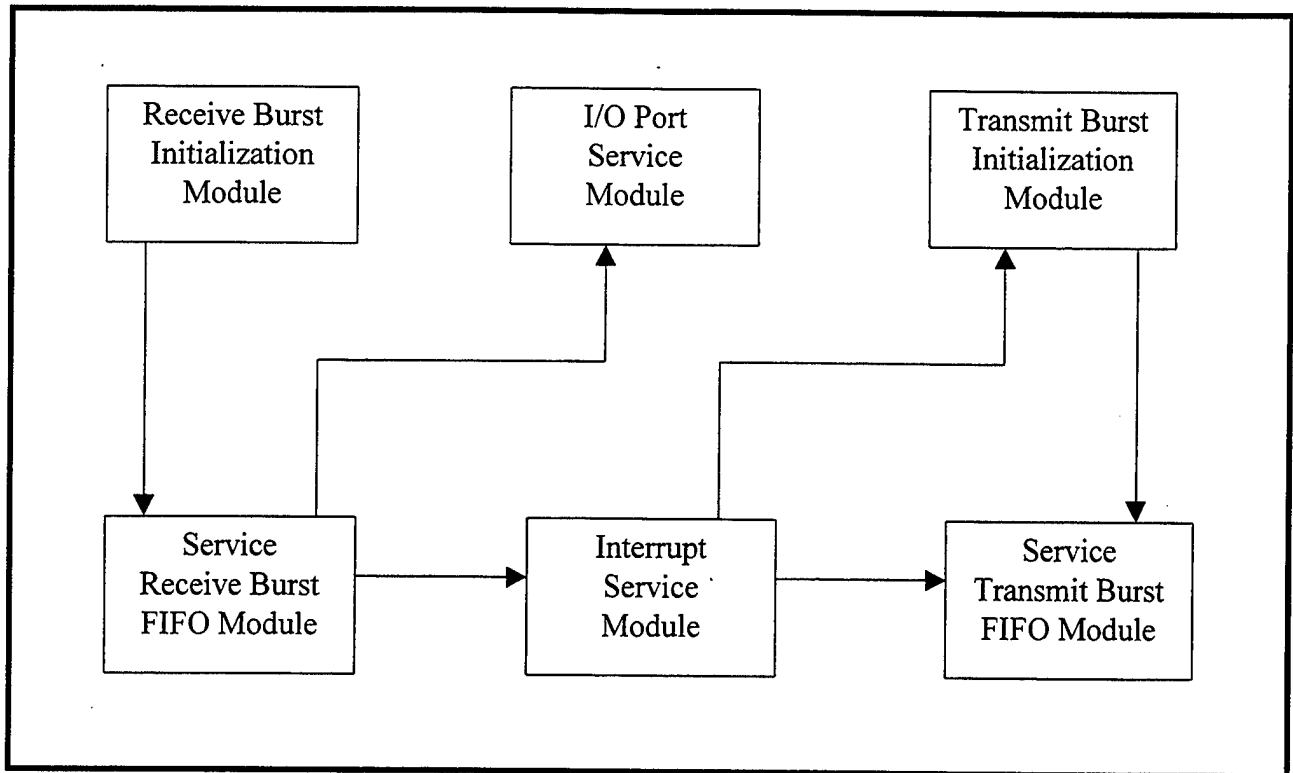 Receive Burst
Initialization
Module
I/O Port
Service
Module
Transmit Burst
Initialization
Module
Service
Receive Burst
FIFO Module
Interrupt
Service
Module
Service
Transmit Burst
FIFO Module